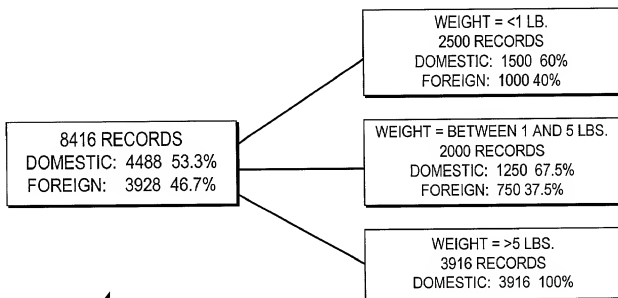 8416 RECORDS
DOMESTIC: 4488 53.3%
FOREIGN: 3928 46.7%
WEIGHT = <1 LB.
2500 RECORDS
DOMESTIC: 1500 60%
FOREIGN: 1000 40%
WEIGHT = BETWEEN 1 AND 5 LBS.
2000 RECORDS
DOMESTIC: 1250 67.5%
FOREIGN: 750 37.5%
WEIGHT = >5 LBS.
3916 RECORDS
DOMESTIC: 3916 100%